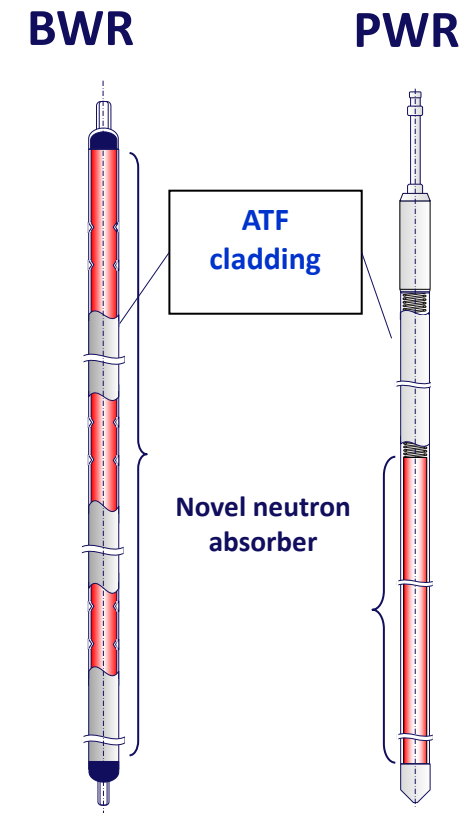 BWR
PWR
ATF
cladding
Novel neutron
absorber